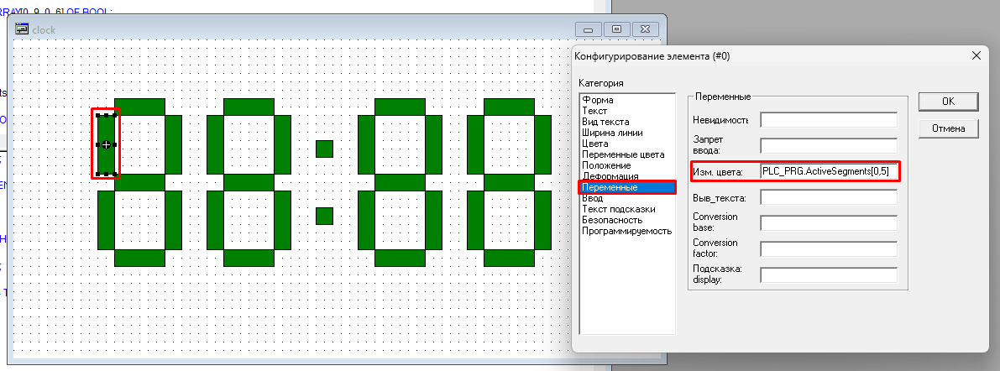 RRAY[0..9, 0..6] OF BOOL;
clock
Конфигурирование элемента (#0)
Категория
Форма
Текст
Вид текста
Ширина линии
Цвета
Переменные цвета
Положение
Деформация
Переменные
Ввод
Текст подсказки
Безопасность
Программируемость
Переменные
Невидимость
Запрет
ввода:
Изм. цвета:
PLC_PRG.ActiveSegments[0,5]
Выв_текста:
Conversion
base:
Conversion
factor:
Подсказка:
display:
OK
Отмена